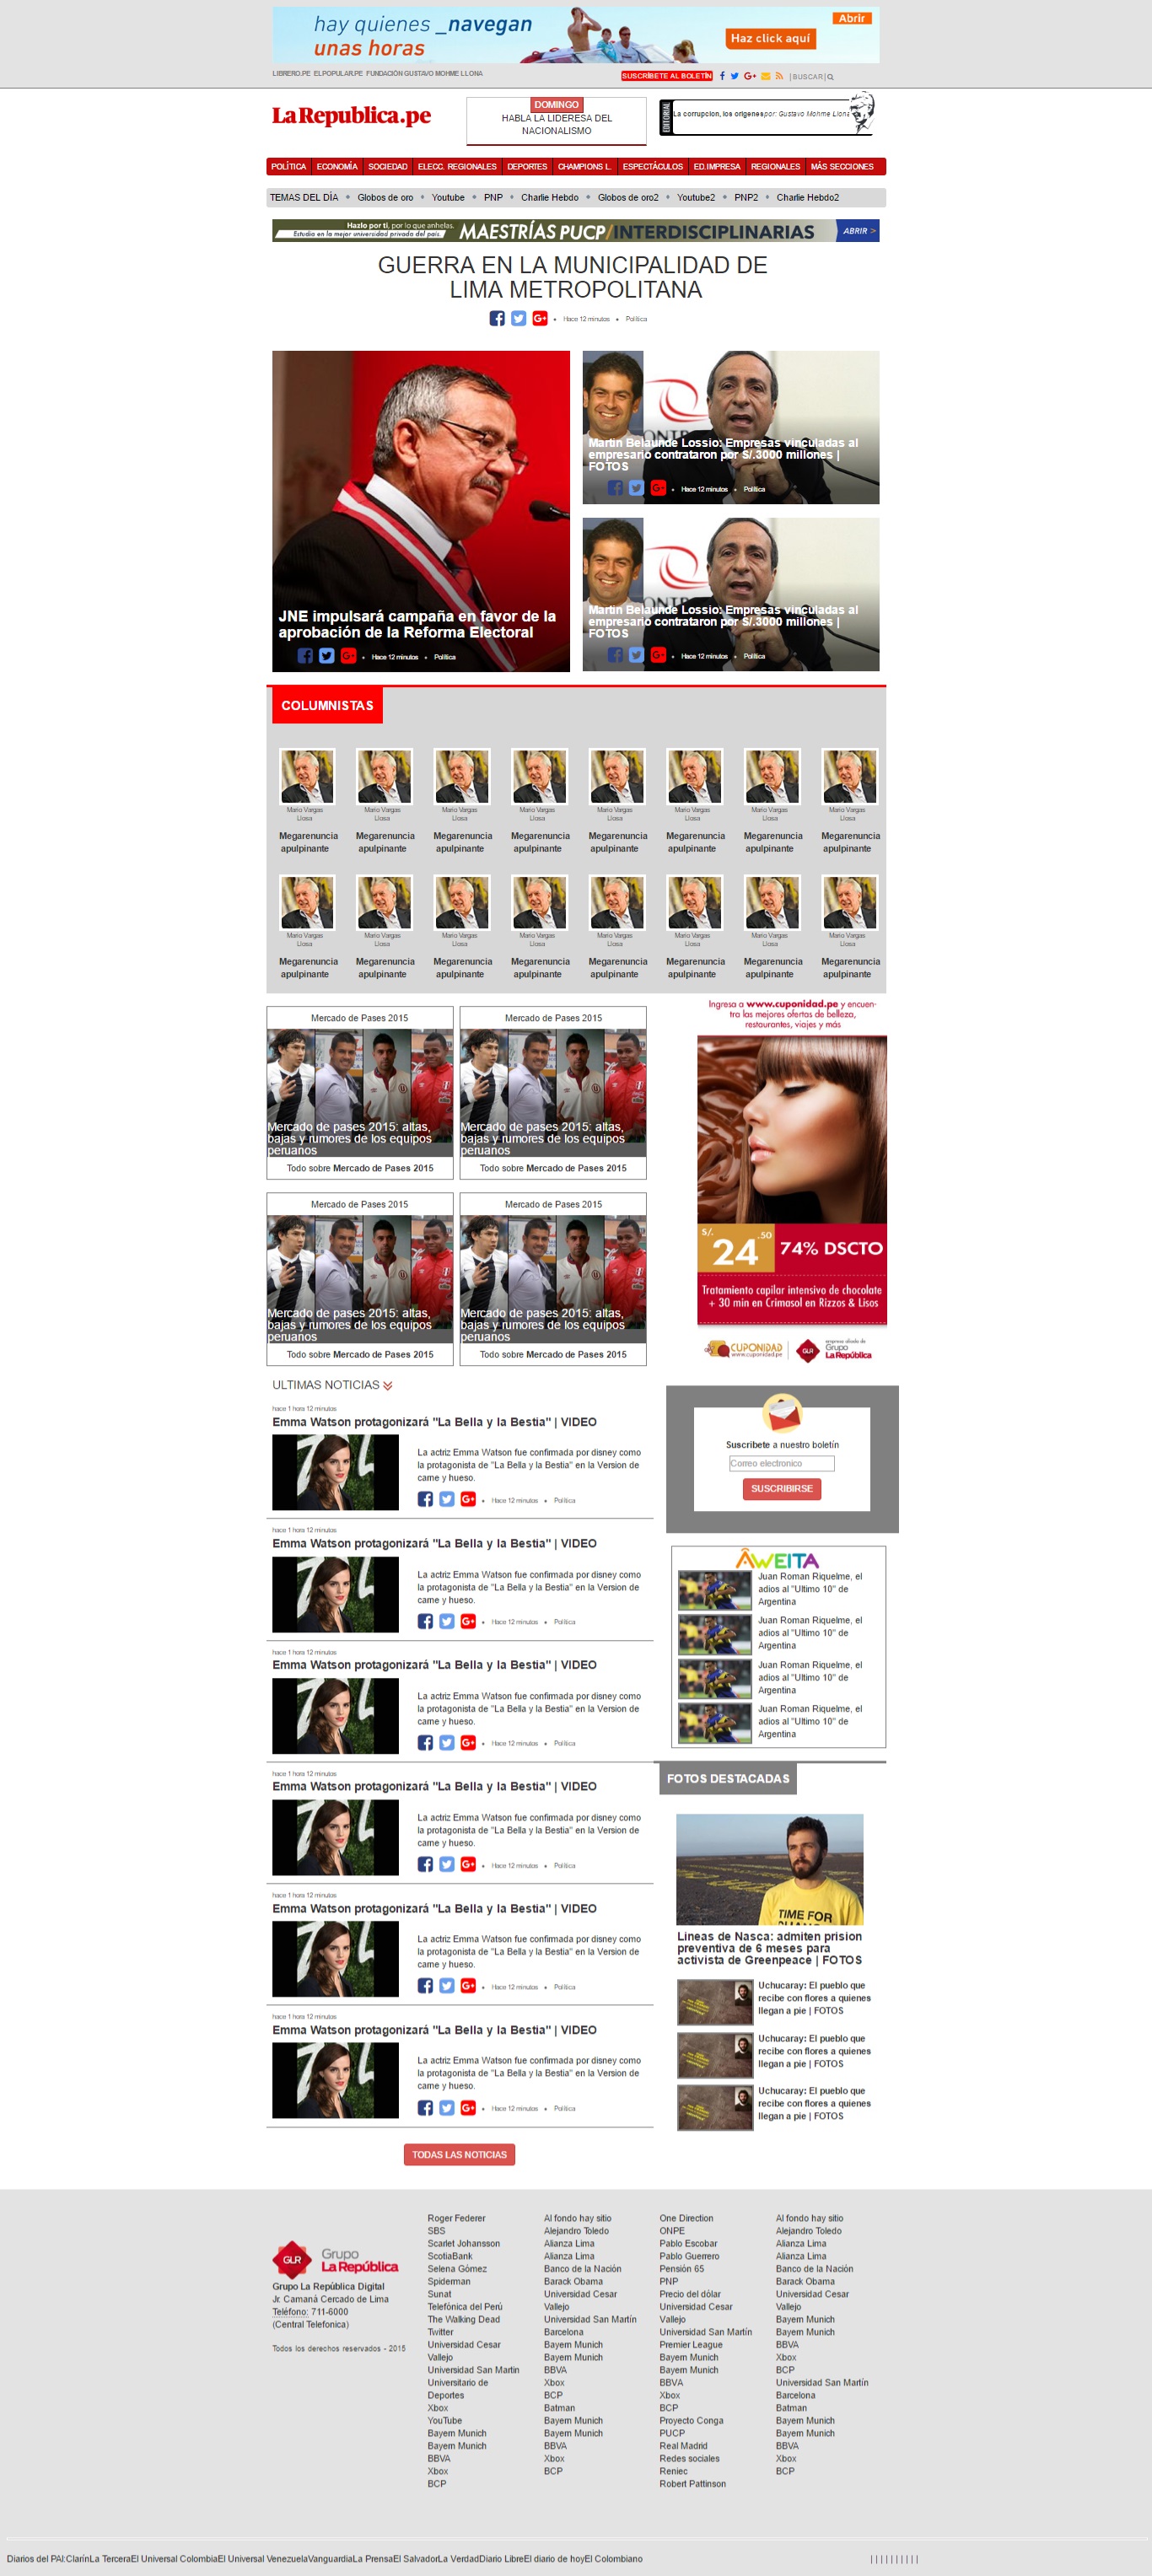 hay quienes _navegan
unas horas
Abrir
Haz click aquí
LIBRERO.PE ELPOPULAR.PE FUNDACIÓN GUSTAVO MOHME LLONA
SUSCRÍBETE AL BOLETÍN
|BUSCAR|
LaRepublica.pe
DOMINGO
HABLA LA LIDERESA DEL
NACIONALISMO
EDITORIAL
La corrupcion, los origenes por: Gustavo Mohme Llona
POLÍTICA ECONOMÍA SOCIEDAD ELECC. REGIONALES DEPORTES CHAMPIONS L. ESPECTÁCULOS ED.IMPRESA REGIONALES MÁS SECCIONES
TEMAS DEL DÍA Globos de oro Youtube PNP Charlie Hebdo Globos de oro2 Youtube2 PNP2 Charlie Hebdo2
Hazlo por ti, por lo que anhelas.
Estudia en la mejor universidad privada del país.
MAESTRÍAS PUCP/INTERDISCIPLINARIAS
ABRIR >
GUERRA EN LA MUNICIPALIDAD DE
LIMA METROPOLITANA
• Hace 12 minutos • Política
JNE impulsará campaña en favor de la
aprobación de la Reforma Electoral
• Hace 12 minutos • Política
Martin Belaunde Lossio: Empresas vinculadas al
empresario contrataron por S/.3000 millones |
FOTOS
• Hace 12 minutos • Política
Martin Belaunde Lossio: Empresas vinculadas al
empresario contrataron por S/.3000 millones |
FOTOS
• Hace 12 minutos • Política
COLUMNISTAS
Mario Vargas Mario Vargas Mario Vargas Mario Vargas Mario Vargas Mario Vargas Mario Vargas Mario Vargas
Llosa Llosa Llosa Llosa Llosa Llosa Llosa Llosa
Megarenuncia Megarenuncia Megarenuncia Megarenuncia Megarenuncia Megarenuncia Megarenuncia Megarenuncia
apulpinante apulpinante apulpinante apulpinante apulpinante apulpinante apulpinante apulpinante
Mario Vargas Mario Vargas Mario Vargas Mario Vargas Mario Vargas Mario Vargas Mario Vargas Mario Vargas
Llosa Llosa Llosa Llosa Llosa Llosa Llosa Llosa
Megarenuncia Megarenuncia Megarenuncia Megarenuncia Megarenuncia Megarenuncia Megarenuncia Megarenuncia
apulpinante apulpinante apulpinante apulpinante apulpinante apulpinante apulpinante apulpinante
Mercado de Pases 2015
Mercado de pases 2015: altas,
bajas y rumores de los equipos
peruanos
Todo sobre Mercado de Pases 2015
Mercado de Pases 2015
Mercado de pases 2015: altas,
bajas y rumores de los equipos
peruanos
Todo sobre Mercado de Pases 2015
Mercado de Pases 2015
Mercado de pases 2015: altas,
bajas y rumores de los equipos
peruanos
Todo sobre Mercado de Pases 2015
Mercado de Pases 2015
Mercado de pases 2015: altas,
bajas y rumores de los equipos
peruanos
Todo sobre Mercado de Pases 2015
Ingresa a www.cuponidad.pe y encuen-
tra las mejores ofertas de belleza,
restaurantes, viajes y más
S/.
24.50
74% DSCTO
Tratamiento capilar intensivo de chocolate
+ 30 min en Crimasol en Rizzos & Lisos
CUPONIDAD
www.cuponidad.pe
GLR
empresa aliada de
Grupo
La República
ULTIMAS NOTICIAS
hace 1 hora 12 minutos
Emma Watson protagonizará "La Bella y la Bestia" | VIDEO
La actriz Emma Watson fue confirmada por disney como
la protagonista de "La Bella y la Bestia" en la Version de
carne y hueso.
• Hace 12 minutos • Política
hace 1 hora 12 minutos
Emma Watson protagonizará "La Bella y la Bestia" | VIDEO
La actriz Emma Watson fue confirmada por disney como
la protagonista de "La Bella y la Bestia" en la Version de
carne y hueso.
• Hace 12 minutos • Política
hace 1 hora 12 minutos
Emma Watson protagonizará "La Bella y la Bestia" | VIDEO
La actriz Emma Watson fue confirmada por disney como
la protagonista de "La Bella y la Bestia" en la Version de
carne y hueso.
• Hace 12 minutos • Política
hace 1 hora 12 minutos
Emma Watson protagonizará "La Bella y la Bestia" | VIDEO
La actriz Emma Watson fue confirmada por disney como
la protagonista de "La Bella y la Bestia" en la Version de
carne y hueso.
• Hace 12 minutos • Política
hace 1 hora 12 minutos
Emma Watson protagonizará "La Bella y la Bestia" | VIDEO
La actriz Emma Watson fue confirmada por disney como
la protagonista de "La Bella y la Bestia" en la Version de
carne y hueso.
• Hace 12 minutos • Política
hace 1 hora 12 minutos
Emma Watson protagonizará "La Bella y la Bestia" | VIDEO
La actriz Emma Watson fue confirmada por disney como
la protagonista de "La Bella y la Bestia" en la Version de
carne y hueso.
• Hace 12 minutos • Política
TODAS LAS NOTICIAS
Suscribete a nuestro boletín
Correo electronico
SUSCRIBIRSE
AWEITA
Juan Roman Riquelme, el
adios al "Ultimo 10" de
Argentina
Juan Roman Riquelme, el
adios al "Ultimo 10" de
Argentina
Juan Roman Riquelme, el
adios al "Ultimo 10" de
Argentina
Juan Roman Riquelme, el
adios al "Ultimo 10" de
Argentina
FOTOS DESTACADAS
TIME FOR
Lineas de Nasca: admiten prision
preventiva de 6 meses para
activista de Greenpeace | FOTOS
Uchucaray: El pueblo que
recibe con flores a quienes
llegan a pie | FOTOS
Uchucaray: El pueblo que
recibe con flores a quienes
llegan a pie | FOTOS
Uchucaray: El pueblo que
recibe con flores a quienes
llegan a pie | FOTOS
GLR
Grupo
La República
Grupo La República Digital
Jr. Camaná Cercado de Lima
Teléfono: 711-6000
(Central Telefonica)
Todos los derechos reservados - 2015
Roger Federer
SBS
Scarlet Johansson
ScotiaBank
Selena Gómez
Spiderman
Sunat
Telefónica del Perú
The Walking Dead
Twitter
Universidad Cesar
Vallejo
Universidad San Martin
Universitario de
Deportes
Xbox
YouTube
Bayern Munich
Bayern Munich
BBVA
Xbox
BCP
Al fondo hay sitio
Alejandro Toledo
Alianza Lima
Alianza Lima
Banco de la Nación
Barack Obama
Universidad Cesar
Vallejo
Universidad San Martín
Barcelona
Bayern Munich
Bayern Munich
BBVA
Xbox
BCP
Batman
Bayern Munich
Bayern Munich
BBVA
Xbox
BCP
One Direction
ONPE
Pablo Escobar
Pablo Guerrero
Pensión 65
PNP
Precio del dólar
Universidad Cesar
Vallejo
Universidad San Martín
Premier League
Bayern Munich
Bayern Munich
BBVA
Xbox
BCP
Proyecto Conga
PUCP
Real Madrid
Redes sociales
Reniec
Robert Pattinson
Al fondo hay sitio
Alejandro Toledo
Alianza Lima
Alianza Lima
Banco de la Nación
Barack Obama
Universidad Cesar
Vallejo
Bayern Munich
Bayern Munich
BBVA
Xbox
BCP
Universidad San Martín
Barcelona
Batman
Bayern Munich
Bayern Munich
BBVA
Xbox
BCP
Diarios del PAI:ClarínLa TerceraEl Universal ColombiaEl Universal VenezuelaVanguardiaLa PrensaEl SalvadorLa VerdadDiario LibreEl diario de hoyEl Colombiano | | | | | | | | | |